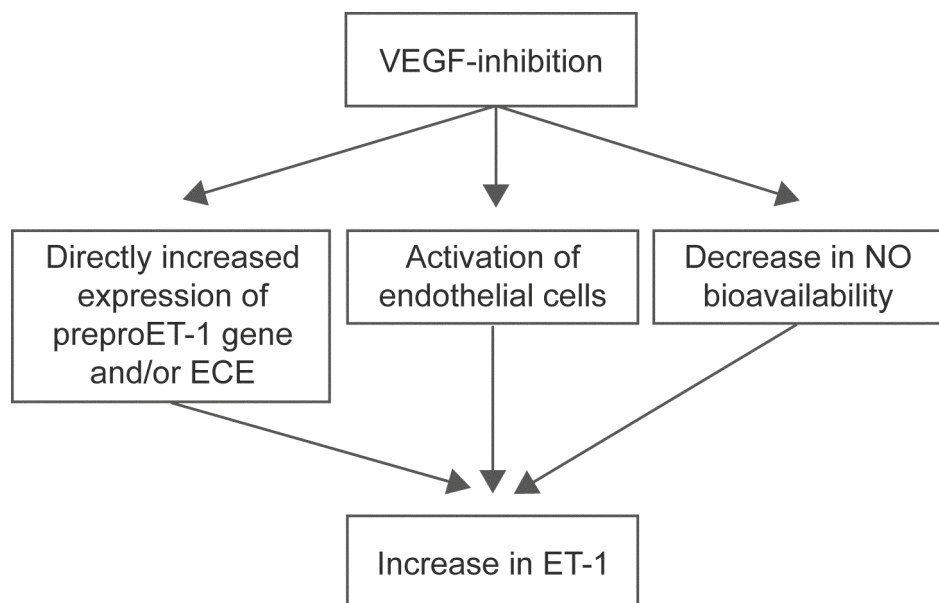 VEGF-inhibition
Directly increased
expression of
preproET-1 gene
and/or ECE
Activation of
endothelial cells
Decrease in NO
bioavailability
Increase in ET-1